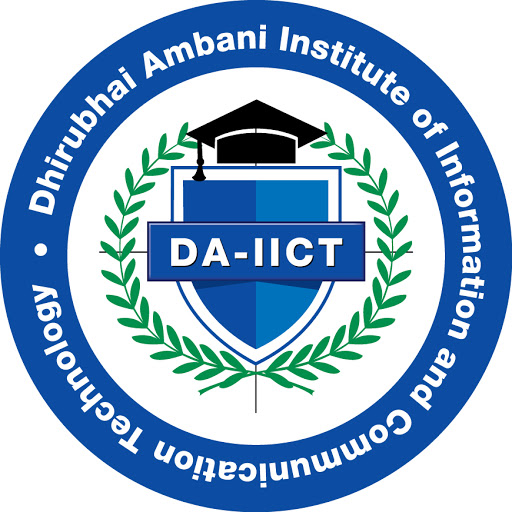 Dhirubhai Ambani Institute of Information and Communication Technology •
DA-IICT